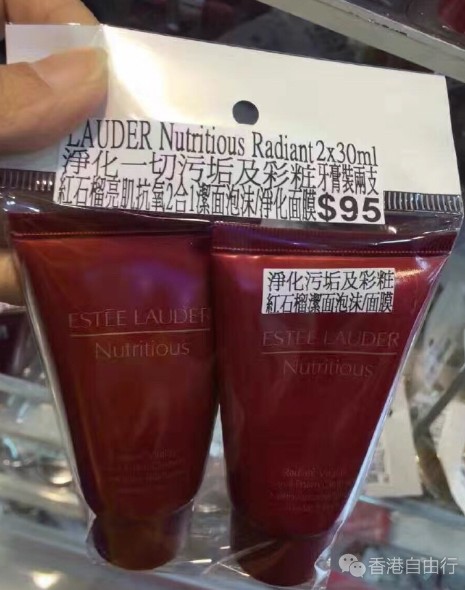 LAUDER Nutritious Radiant 2x30ml
淨化一切污垢及彩粧 牙膏裝兩支
紅石榴亮肌抗氧2合1潔面泡沫/淨化面膜 $95
ESTĒE LAUDER
Nutritious
淨化污垢及彩粧
紅石榴潔面泡沫/面膜
ESTĒE LAUDER
Nutritious
香港自由行